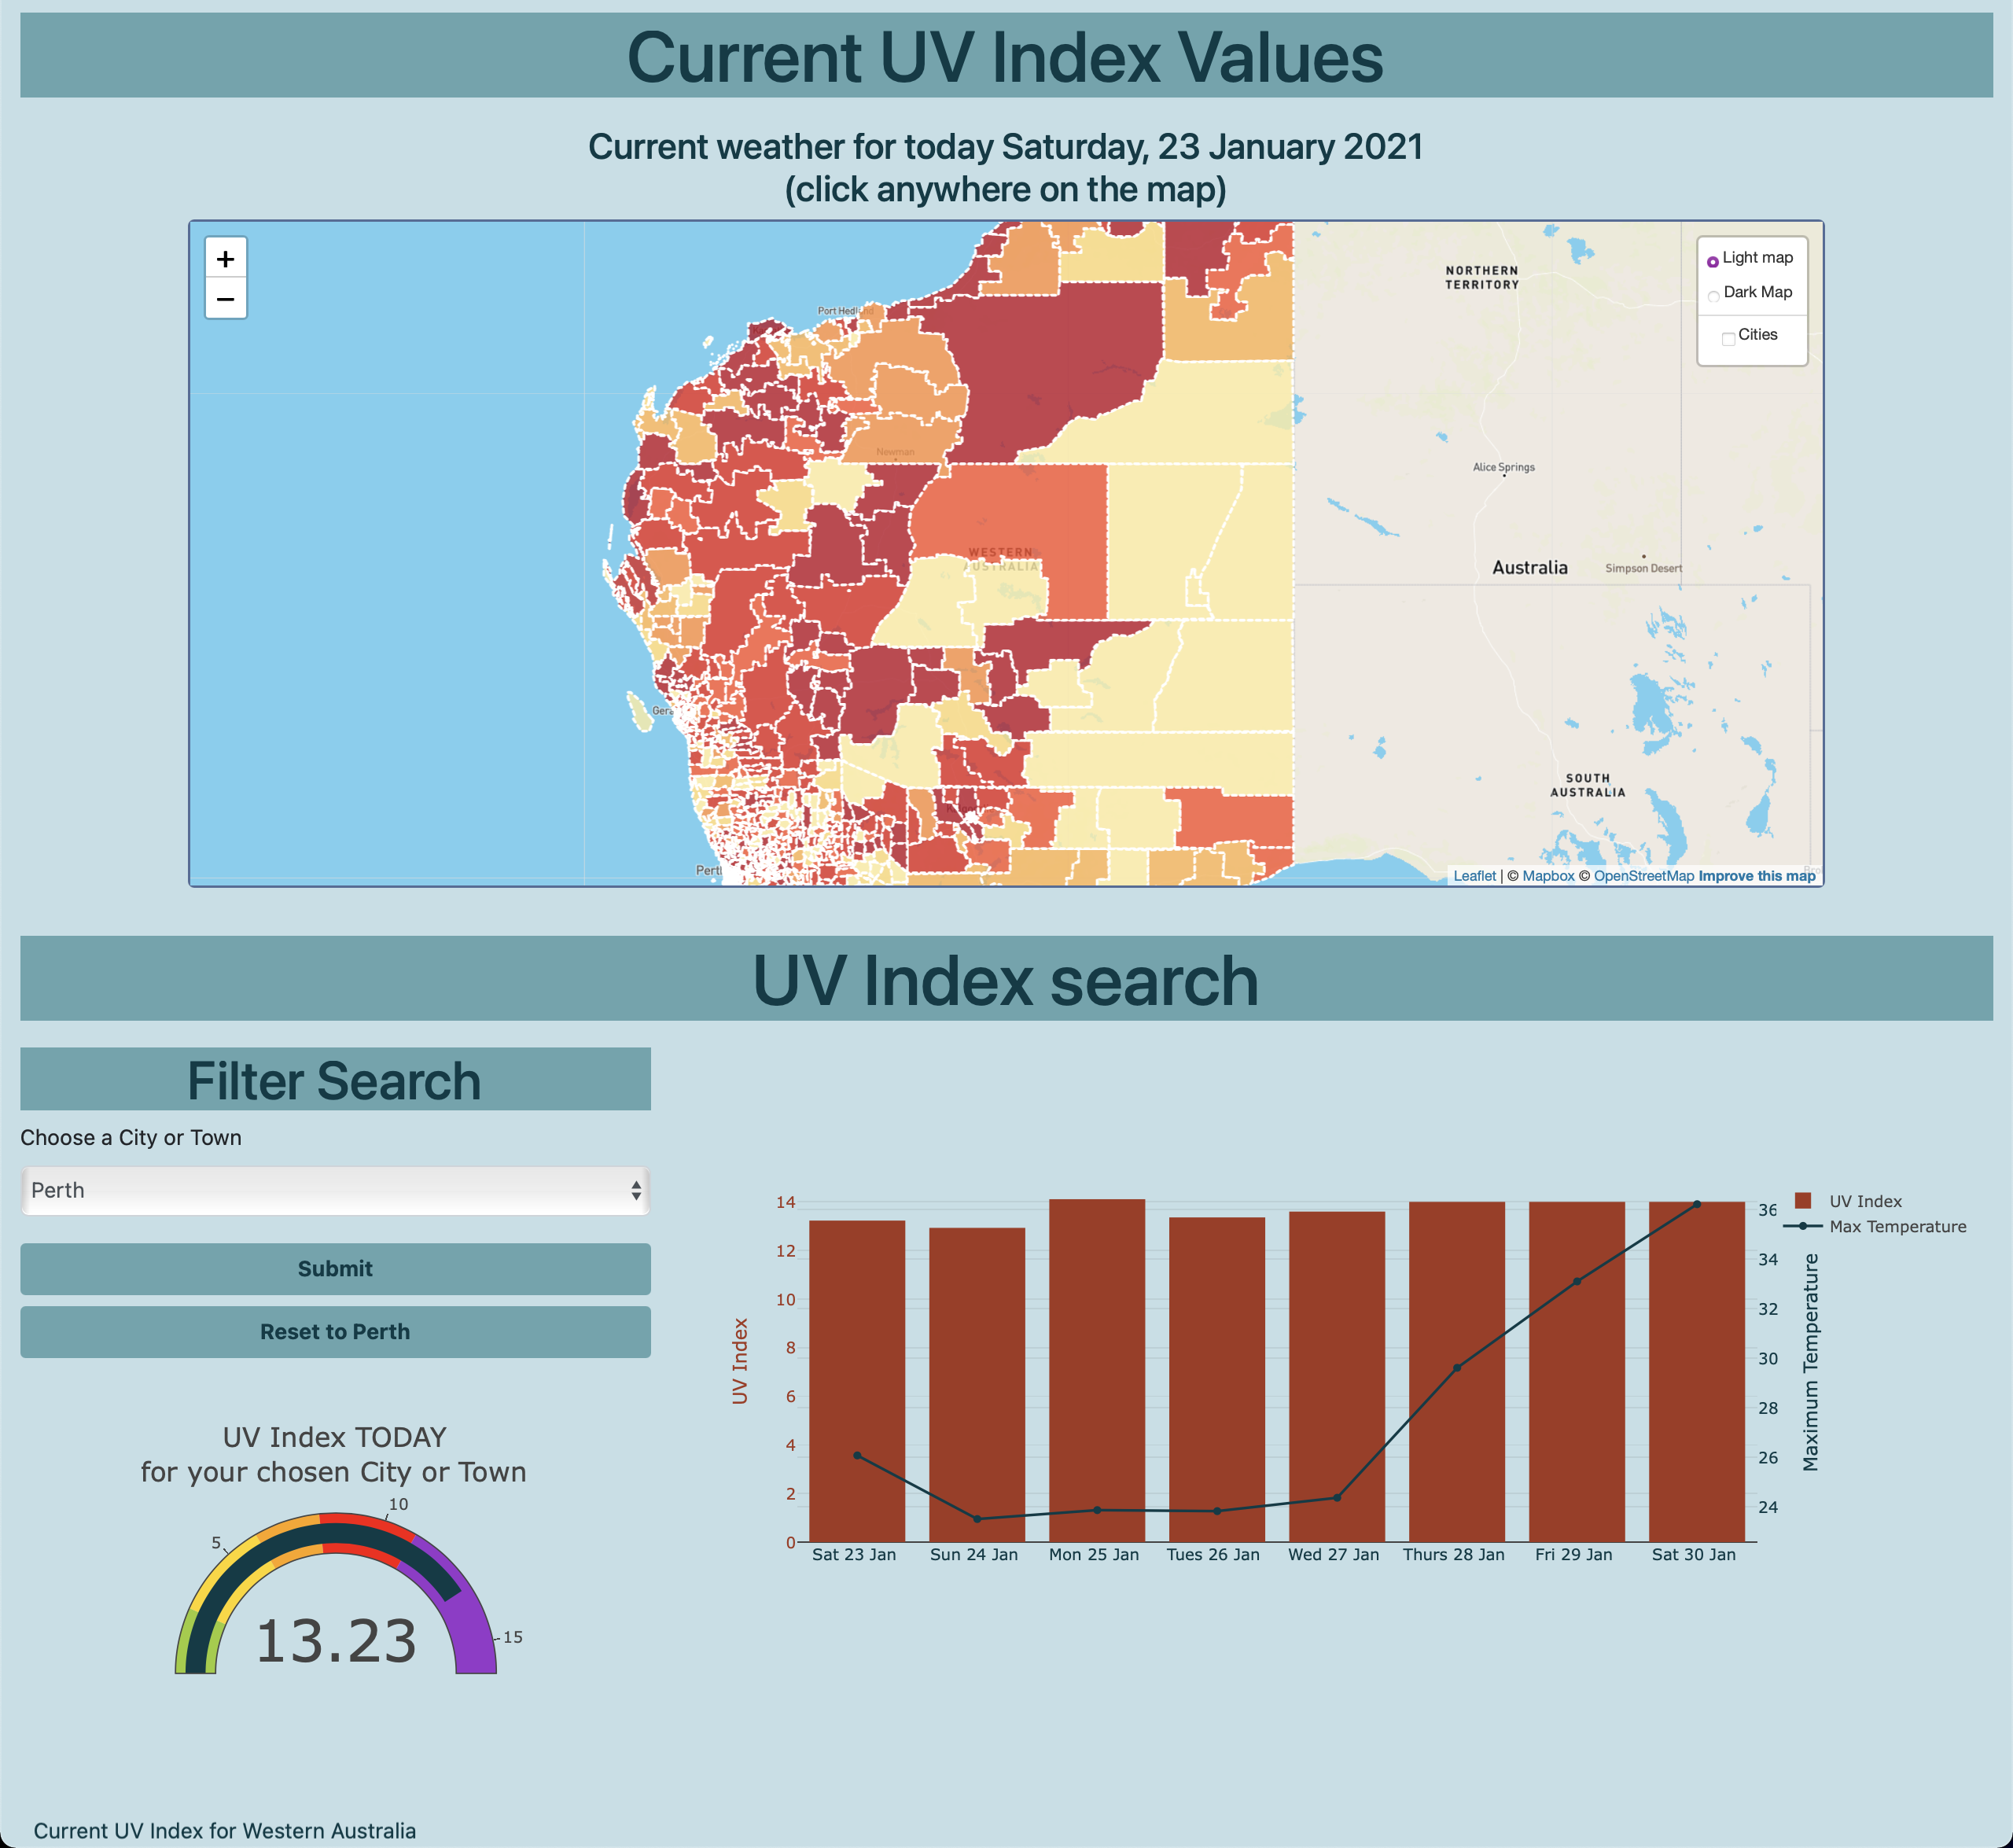 Current UV Index Values
Current weather for today Saturday, 23 January 2021
(click anywhere on the map)
+
−
Light map
Dark Map
Cities
NORTHERN
TERRITORY
Port Hedland
Newman
Alice Springs
WESTERN
AUSTRALIA
Australia
Simpson Desert
Gera
SOUTH
AUSTRALIA
Perth
Leaflet | © Mapbox © OpenStreetMap Improve this map
UV Index search
Filter Search
Choose a City or Town
Perth
Submit
Reset to Perth
UV Index TODAY
for your chosen City or Town
5
10
15
13.23
UV Index
14
12
10
8
6
4
2
0
Sat 23 Jan
Sun 24 Jan
Mon 25 Jan
Tues 26 Jan
Wed 27 Jan
Thurs 28 Jan
Fri 29 Jan
Sat 30 Jan
36
34
32
30
28
26
24
Maximum Temperature
UV Index
Max Temperature
Current UV Index for Western Australia